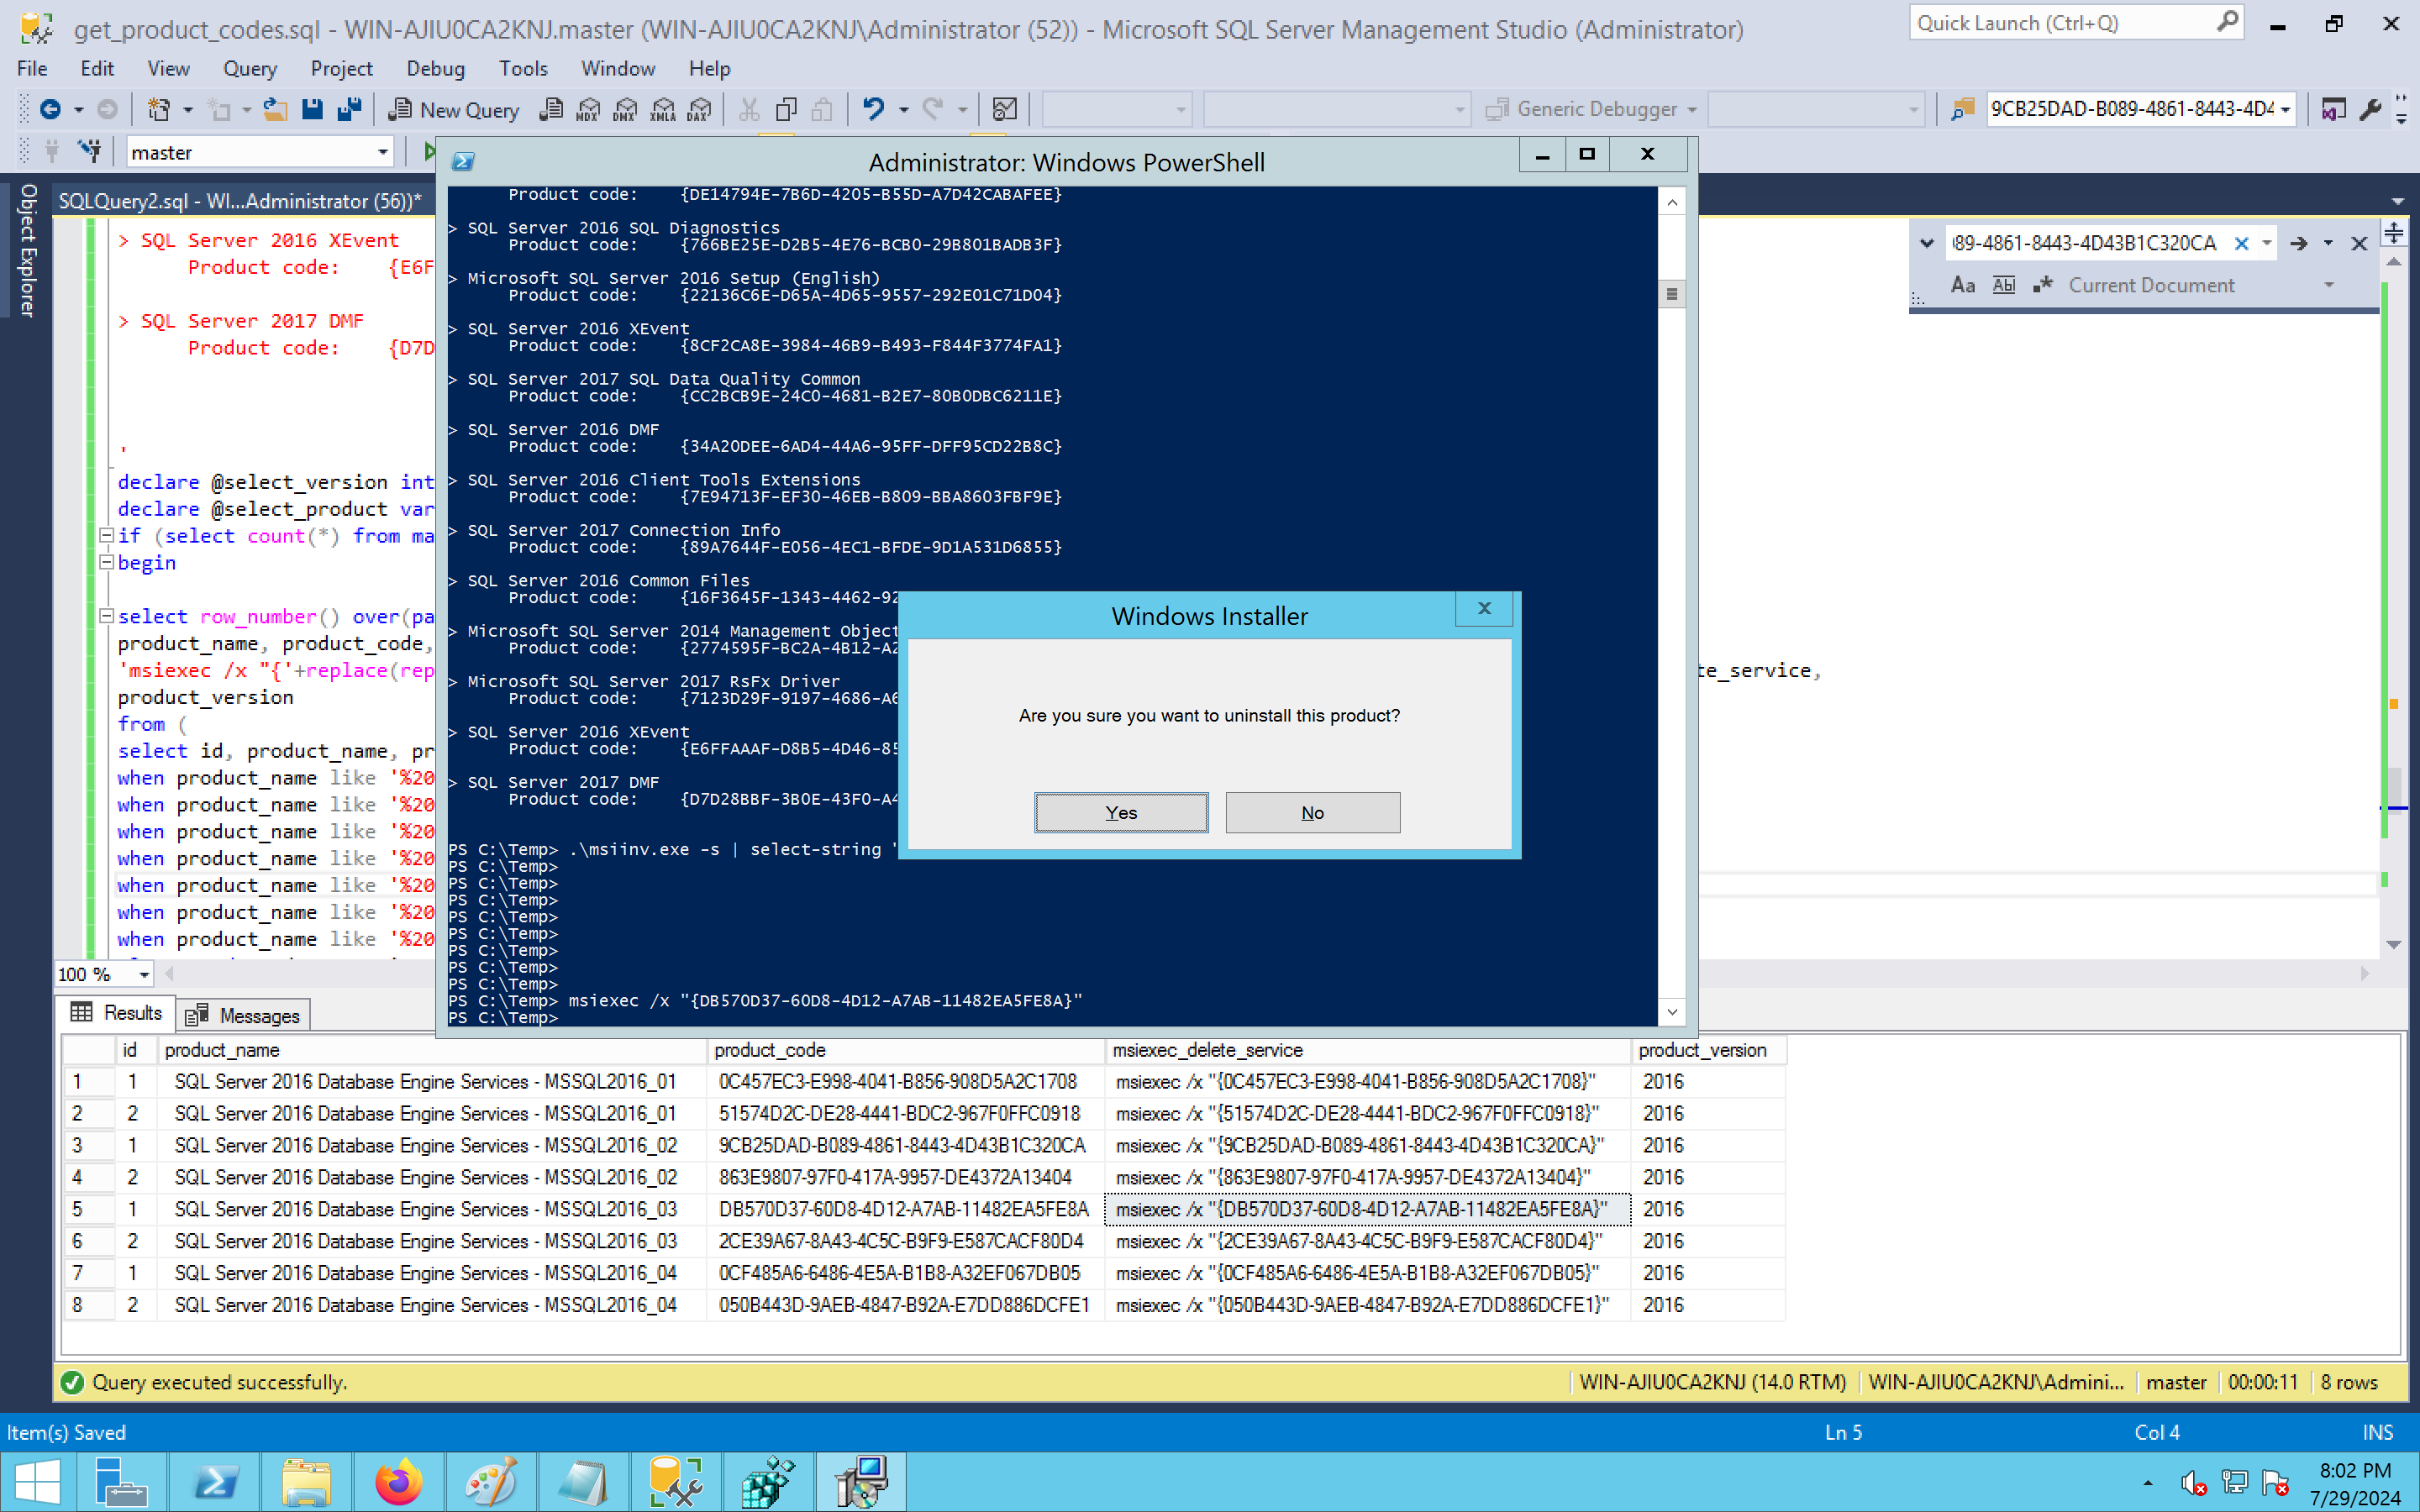 get_product_codes.sql - WIN-AJIU0CA2KNJ.master (WIN-AJIU0CA2KNJ\Administrator (52)) - Microsoft SQL Server Management Studio (Administrator)
Quick Launch (Ctrl+Q)
File Edit View Query Project Debug Tools Window Help
New Query
MDX DMX XMLA DAX
Generic Debugger
9CB25DAD-B089-4861-8443-4D4
master
Object Explorer
SQLQuery2.sql - WI...Administrator (56))*
> SQL Server 2016 XEvent
Product code: {E6F
> SQL Server 2017 DMF
Product code: {D7D
'
declare @select_version int
declare @select_product var
if (select count(*) from ma
begin
select row_number() over(pa
product_name, product_code,
'msiexec /x "{'+replace(rep
te_service,
product_version
from (
select id, product_name, pr
when product_name like '%20
when product_name like '%20
when product_name like '%20
when product_name like '%20
when product_name like '%20
when product_name like '%20
when product_name like '%20
100 %
Administrator: Windows PowerShell
Product code: {DE14794E-7B6D-4205-B55D-A7D42CABAFEE}
> SQL Server 2016 SQL Diagnostics
Product code: {766BE25E-D2B5-4E76-BCB0-29B801BADB3F}
> Microsoft SQL Server 2016 Setup (English)
Product code: {22136C6E-D65A-4D65-9557-292E01C71D04}
> SQL Server 2016 XEvent
Product code: {8CF2CA8E-3984-46B9-B493-F844F3774FA1}
> SQL Server 2017 SQL Data Quality Common
Product code: {CC2BCB9E-24C0-4681-B2E7-80B0DBC6211E}
> SQL Server 2016 DMF
Product code: {34A20DEE-6AD4-44A6-95FF-DFF95CD22B8C}
> SQL Server 2016 Client Tools Extensions
Product code: {7E94713F-EF30-46EB-B809-BBA8603FBF9E}
> SQL Server 2017 Connection Info
Product code: {89A7644F-E056-4EC1-BFDE-9D1A531D6855}
> SQL Server 2016 Common Files
Product code: {16F3645F-1343-4462-92
> Microsoft SQL Server 2014 Management Object
Product code: {2774595F-BC2A-4B12-A2
> Microsoft SQL Server 2017 RsFx Driver
Product code: {7123D29F-9197-4686-A6
> SQL Server 2016 XEvent
Product code: {E6FFAAAF-D8B5-4D46-85
> SQL Server 2017 DMF
Product code: {D7D28BBF-3B0E-43F0-A4
PS C:\Temp> .\msiinv.exe -s | select-string '
PS C:\Temp>
PS C:\Temp>
PS C:\Temp>
PS C:\Temp>
PS C:\Temp>
PS C:\Temp>
PS C:\Temp>
PS C:\Temp>
PS C:\Temp> msiexec /x "{DB570D37-60D8-4D12-A7AB-11482EA5FE8A}"
PS C:\Temp>
Windows Installer
Are you sure you want to uninstall this product?
Yes No
089-4861-8443-4D43B1C320CA
Aa Abl .* Current Document
Results Messages
id product_name product_code msiexec_delete_service product_version
1 1 SQL Server 2016 Database Engine Services - MSSQL2016_01 0C457EC3-E998-4041-B856-908D5A2C1708 msiexec /x "{0C457EC3-E998-4041-B856-908D5A2C1708}" 2016
2 2 SQL Server 2016 Database Engine Services - MSSQL2016_01 51574D2C-DE28-4441-BDC2-967F0FFC0918 msiexec /x "{51574D2C-DE28-4441-BDC2-967F0FFC0918}" 2016
3 1 SQL Server 2016 Database Engine Services - MSSQL2016_02 9CB25DAD-B089-4861-8443-4D43B1C320CA msiexec /x "{9CB25DAD-B089-4861-8443-4D43B1C320CA}" 2016
4 2 SQL Server 2016 Database Engine Services - MSSQL2016_02 863E9807-97F0-417A-9957-DE4372A13404 msiexec /x "{863E9807-97F0-417A-9957-DE4372A13404}" 2016
5 1 SQL Server 2016 Database Engine Services - MSSQL2016_03 DB570D37-60D8-4D12-A7AB-11482EA5FE8A msiexec /x "{DB570D37-60D8-4D12-A7AB-11482EA5FE8A}" 2016
6 2 SQL Server 2016 Database Engine Services - MSSQL2016_03 2CE39A67-8A43-4C5C-B9F9-E587CACF80D4 msiexec /x "{2CE39A67-8A43-4C5C-B9F9-E587CACF80D4}" 2016
7 1 SQL Server 2016 Database Engine Services - MSSQL2016_04 0CF485A6-6486-4E5A-B1B8-A32EF067DB05 msiexec /x "{0CF485A6-6486-4E5A-B1B8-A32EF067DB05}" 2016
8 2 SQL Server 2016 Database Engine Services - MSSQL2016_04 050B443D-9AEB-4847-B92A-E7DD886DCFE1 msiexec /x "{050B443D-9AEB-4847-B92A-E7DD886DCFE1}" 2016
Query executed successfully.
WIN-AJIU0CA2KNJ (14.0 RTM) WIN-AJIU0CA2KNJ\Admini... master 00:00:11 8 rows
Item(s) Saved Ln 5 Col 4 INS
8:02 PM
7/29/2024